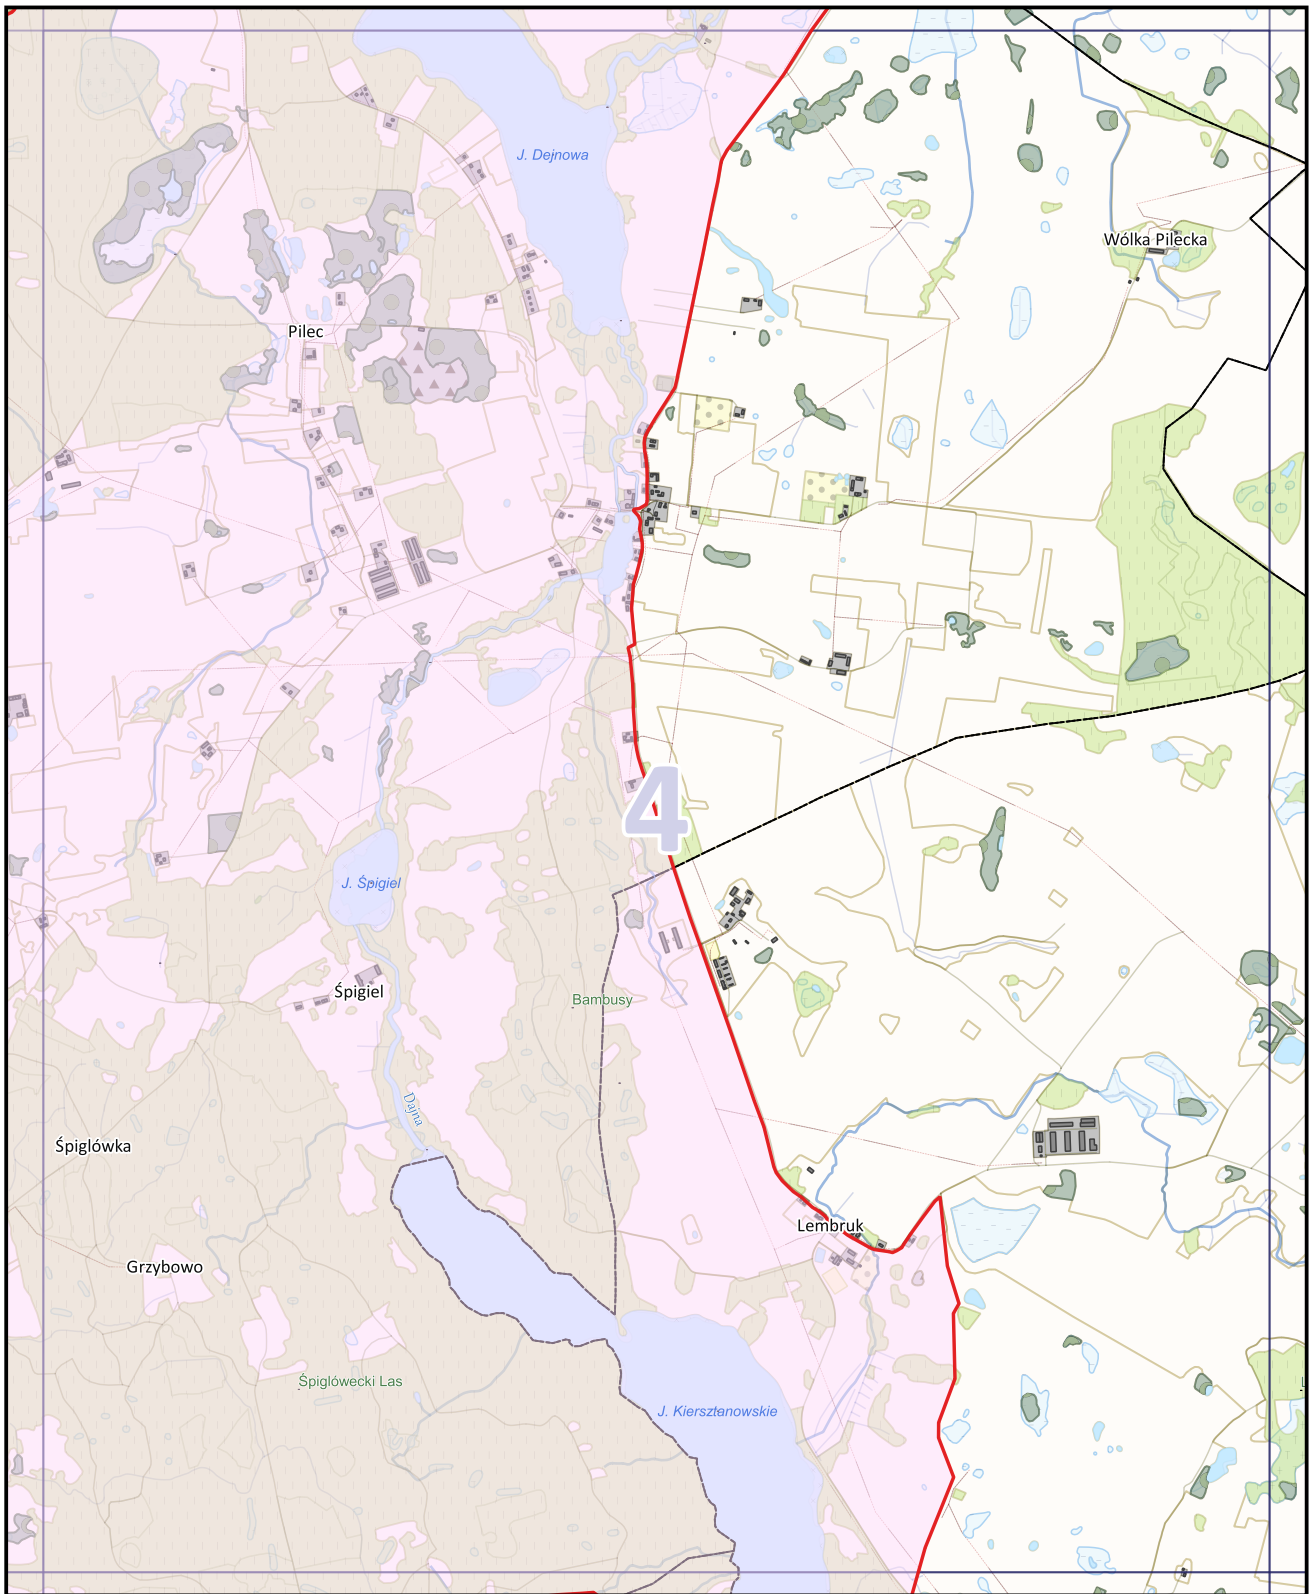 J. Dejnowa
Wólka Pilecka
Pilec
4
J. Śpigiel
Śpigiel
Bambusy
Dajna
Śpiglówka
Lembruk
Grzybowo
Śpiglówecki Las
J. Kiersztanowskie